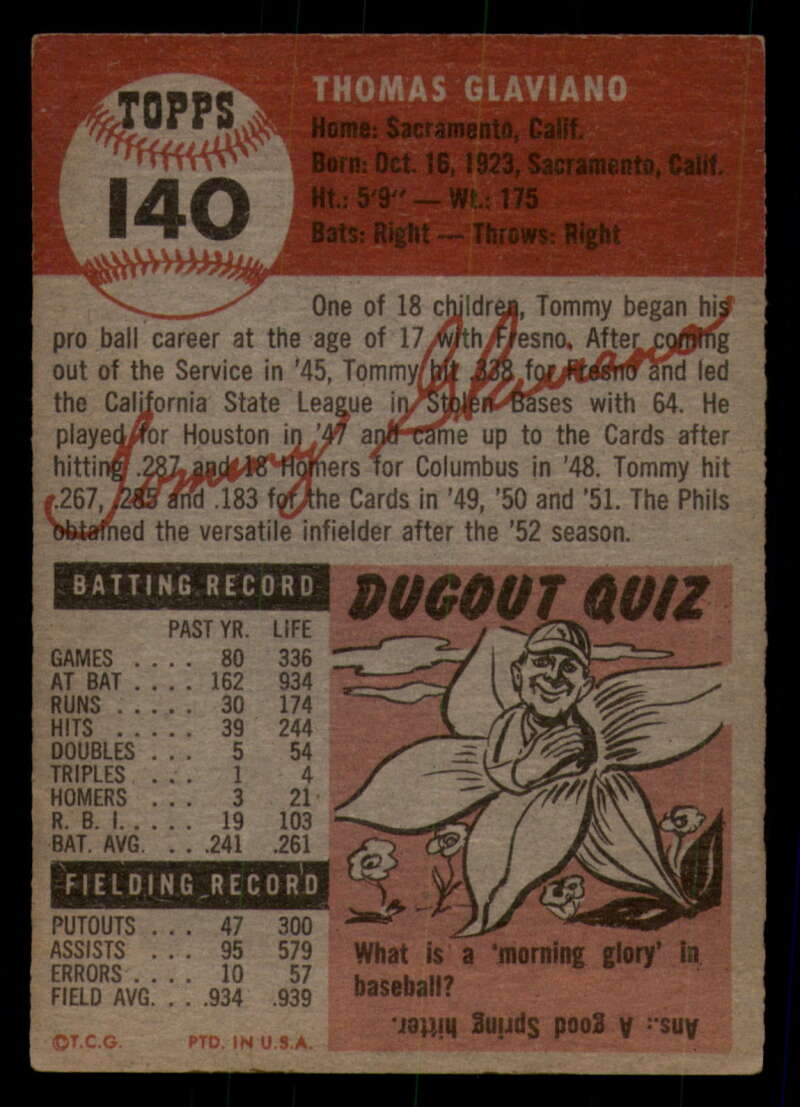 TOPPS
140
THOMAS GLAVIANO
Home: Sacramento, Calif.
Born: Oct. 16, 1923, Sacramento, Calif.
Ht.: 5'9" — Wt.: 175
Bats: Right — Throws: Right
One of 18 children, Tommy began his
pro ball career at the age of 17 with Fresno. After coming
out of the Service in '45, Tommy hit .338 for Fresno and led
the California State League in Stolen Bases with 64. He
played for Houston in '47 and came up to the Cards after
hitting .287 and 18 Homers for Columbus in '48. Tommy hit
.267, .285 and .183 for the Cards in '49, '50 and '51. The Phils
obtained the versatile infielder after the '52 season.
Tommy Glaviano
BATTING RECORD
PAST YR. LIFE
GAMES .... 80 336
AT BAT .... 162 934
RUNS ..... 30 174
HITS ..... 39 244
DOUBLES ... 5 54
TRIPLES ... 1 4
HOMERS ... 3 21
R. B. I. .... 19 103
BAT. AVG. .. .241 .261
FIELDING RECORD
PUTOUTS ... 47 300
ASSISTS ... 95 579
ERRORS .... 10 57
FIELD AVG. .. .934 .939
©T.C.G. PTD. IN U.S.A.
DUGOUT QUIZ
What is a 'morning glory' in
baseball?
Ans.: A good Spring hitter.